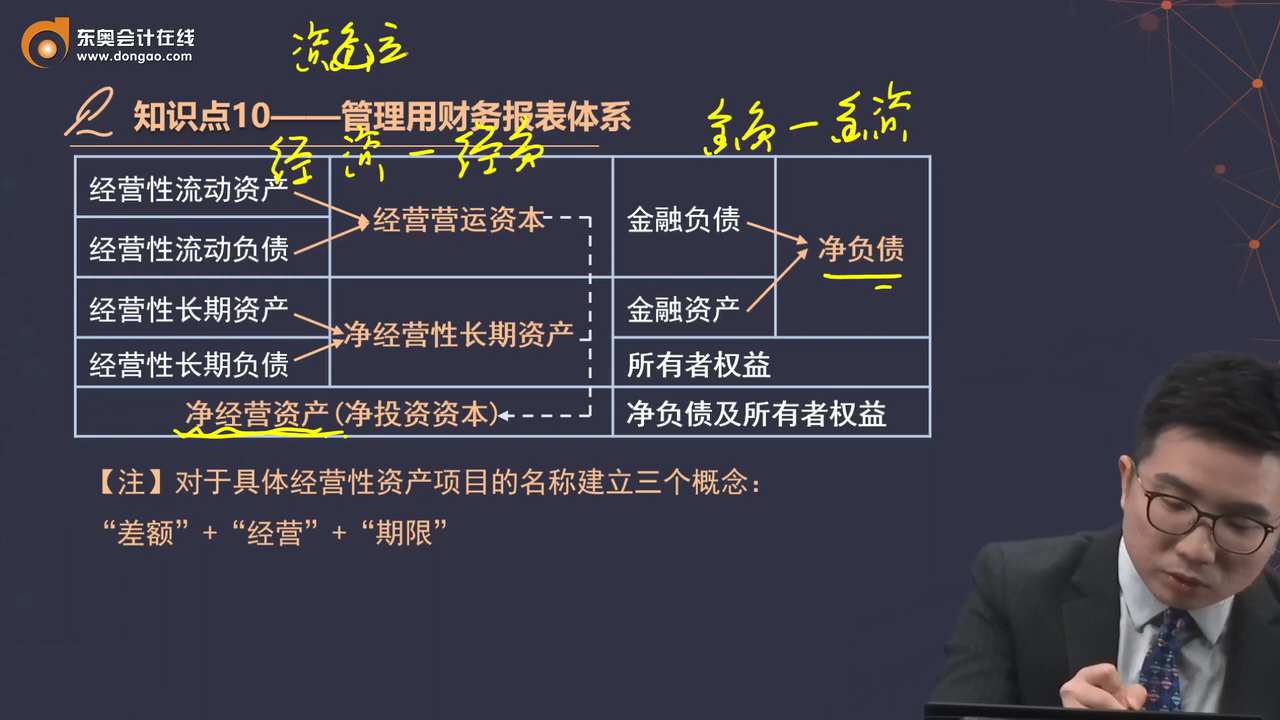 东奥会计在线
www.dongao.com
资负主
知识点10——管理用财务报表体系
经资－经负
金负－金资
经营性流动资产
经营性流动负债
经营营运资本
经营性长期资产
经营性长期负债
净经营性长期资产
净经营资产(净投资资本)
金融负债
金融资产
净负债
所有者权益
净负债及所有者权益
【注】对于具体经营性资产项目的名称建立三个概念：
“差额”+“经营”+“期限”